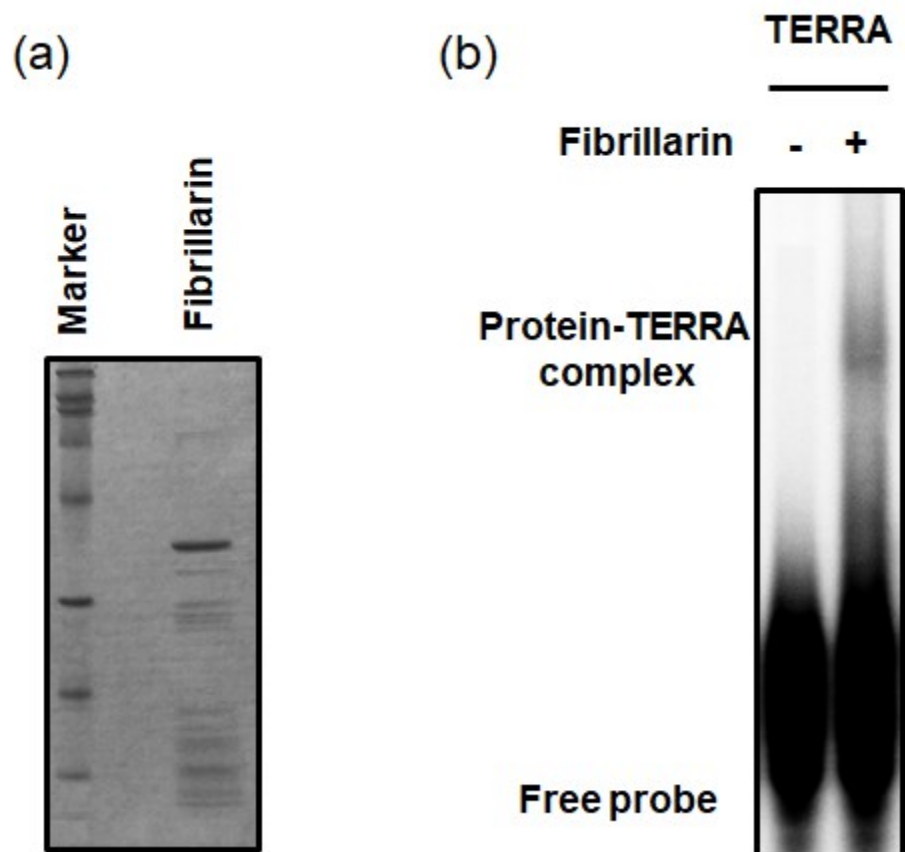 (a)
Marker
Fibrillarin
(b)
TERRA
Fibrillarin - +
Protein-TERRA
complex
Free probe